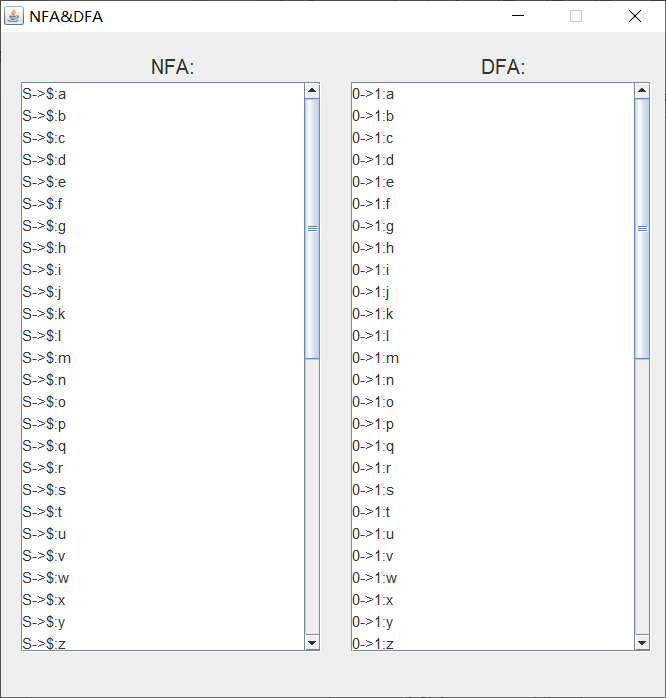 NFA&DFA
NFA:
S->$:a
S->$:b
S->$:c
S->$:d
S->$:e
S->$:f
S->$:g
S->$:h
S->$:i
S->$:j
S->$:k
S->$:l
S->$:m
S->$:n
S->$:o
S->$:p
S->$:q
S->$:r
S->$:s
S->$:t
S->$:u
S->$:v
S->$:w
S->$:x
S->$:y
S->$:z
DFA:
0->1:a
0->1:b
0->1:c
0->1:d
0->1:e
0->1:f
0->1:g
0->1:h
0->1:i
0->1:j
0->1:k
0->1:l
0->1:m
0->1:n
0->1:o
0->1:p
0->1:q
0->1:r
0->1:s
0->1:t
0->1:u
0->1:v
0->1:w
0->1:x
0->1:y
0->1:z